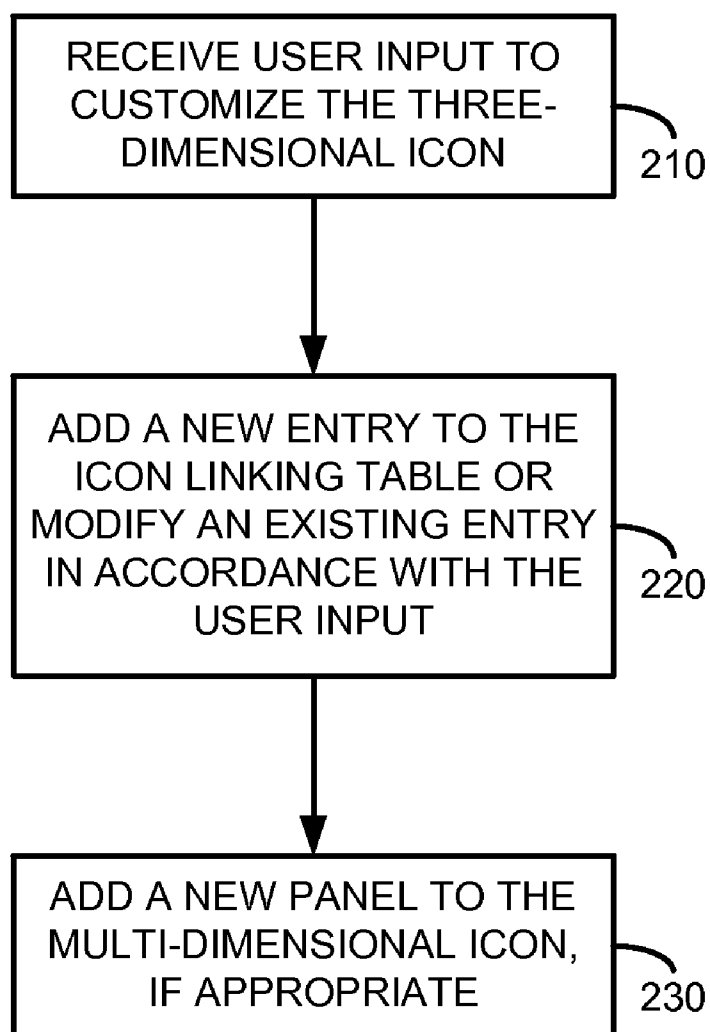 RECEIVE USER INPUT TO
CUSTOMIZE THE THREE-
DIMENSIONAL ICON
210
ADD A NEW ENTRY TO THE
ICON LINKING TABLE OR
MODIFY AN EXISTING ENTRY
IN ACCORDANCE WITH THE
USER INPUT
220
ADD A NEW PANEL TO THE
MULTI-DIMENSIONAL ICON,
IF APPROPRIATE
230